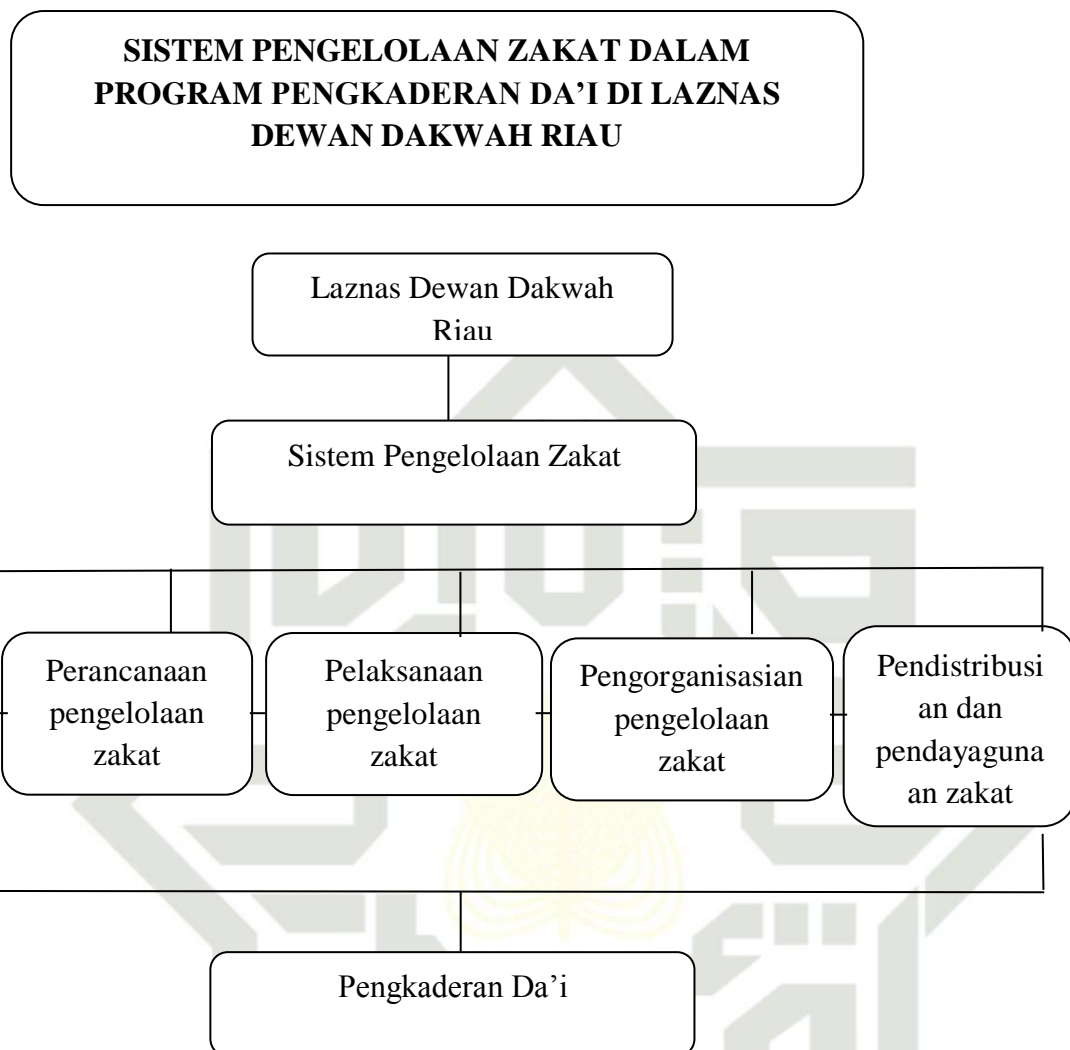 SISTEM PENGELOLAAN ZAKAT DALAM
PROGRAM PENGKADERAN DA’I DI LAZNAS
DEWAN DAKWAH RIAU
Laznas Dewan Dakwah
Riau
Sistem Pengelolaan Zakat
Perancanaan
pengelolaan
zakat
Pelaksanaan
pengelolaan
zakat
Pengorganisasian
pengelolaan
zakat
Pendistribusi
an dan
pendayaguna
an zakat
Pengkaderan Da’i